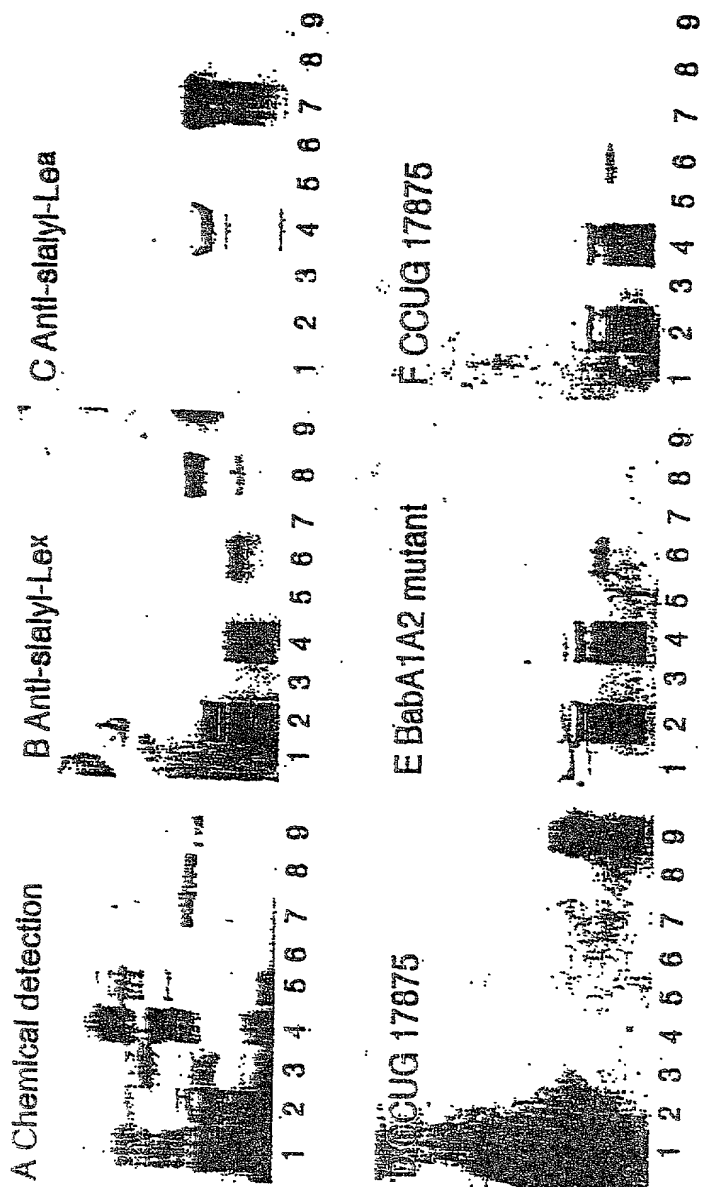 A Chemical detection
1 2 3 4 5 6 7 8 9
B Anti-sialyl-Lex
1 2 3 4 5 6 7 8 9
C Anti-sialyl-Lea
1 2 3 4 5 6 7 8 9
D CCUG 17875
1 2 3 4 5 6 7 8 9
E BabA1A2 mutant
1 2 3 4 5 6 7 8 9
F CCUG 17875
1 2 3 4 5 6 7 8 9